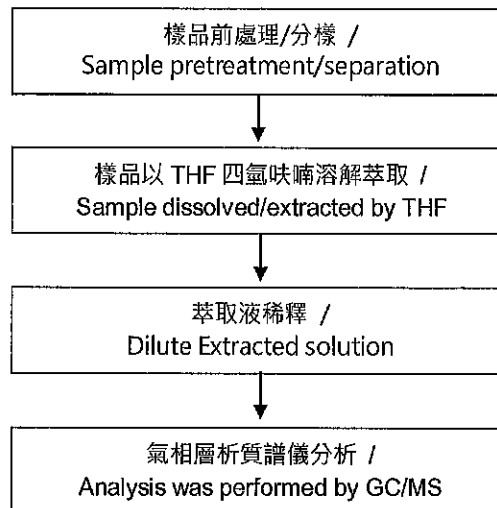 樣品前處理/分樣 /
Sample pretreatment/separation
樣品以 THF 四氫呋喃溶解萃取 /
Sample dissolved/extracted by THF
萃取液稀釋 /
Dilute Extracted solution
氣相層析質譜儀分析 /
Analysis was performed by GC/MS